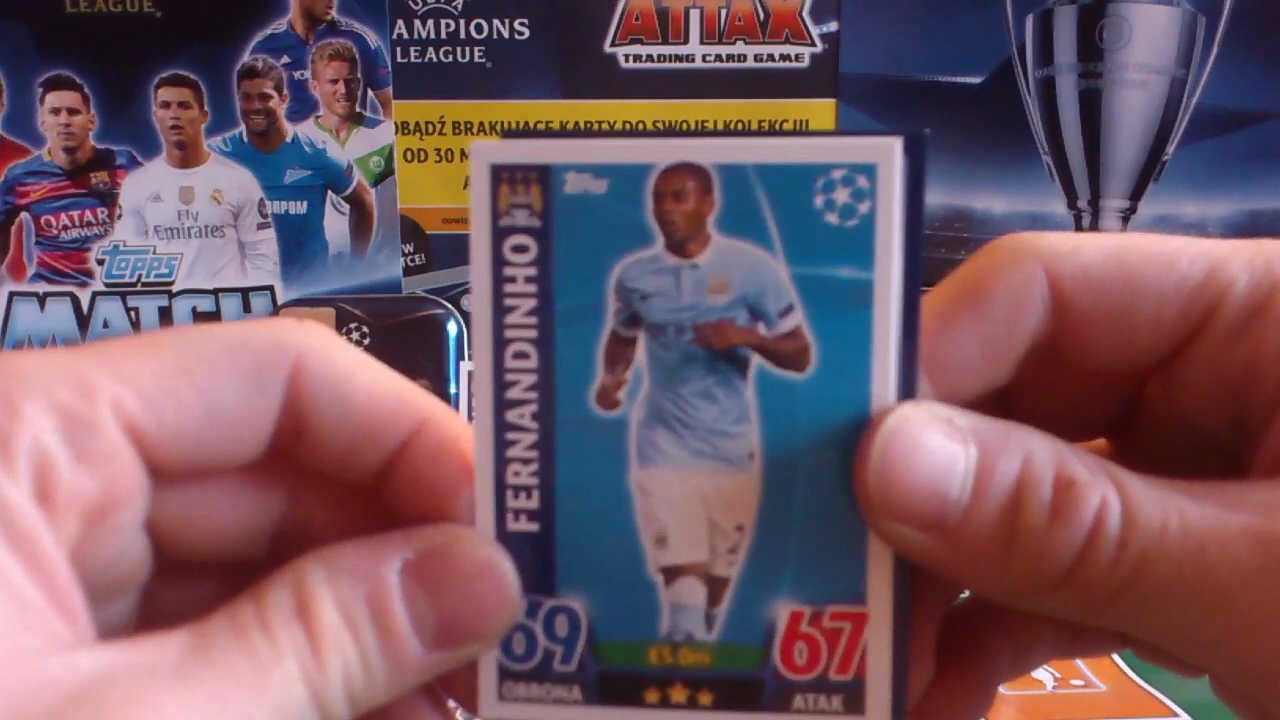 LEAGUE
UEFA
AMPIONS
LEAGUE
ATTAX
TRADING CARD GAME
OBĄDŹ BRAKUJĄCE KARTY DO SWOJEJ KOLEKCJI!
OD 30 M
QATAR
AIRWAYS
Fly
Emirates
topps
MATCH
topps
FERNANDINHO
69
OBRONA
67
ATAK